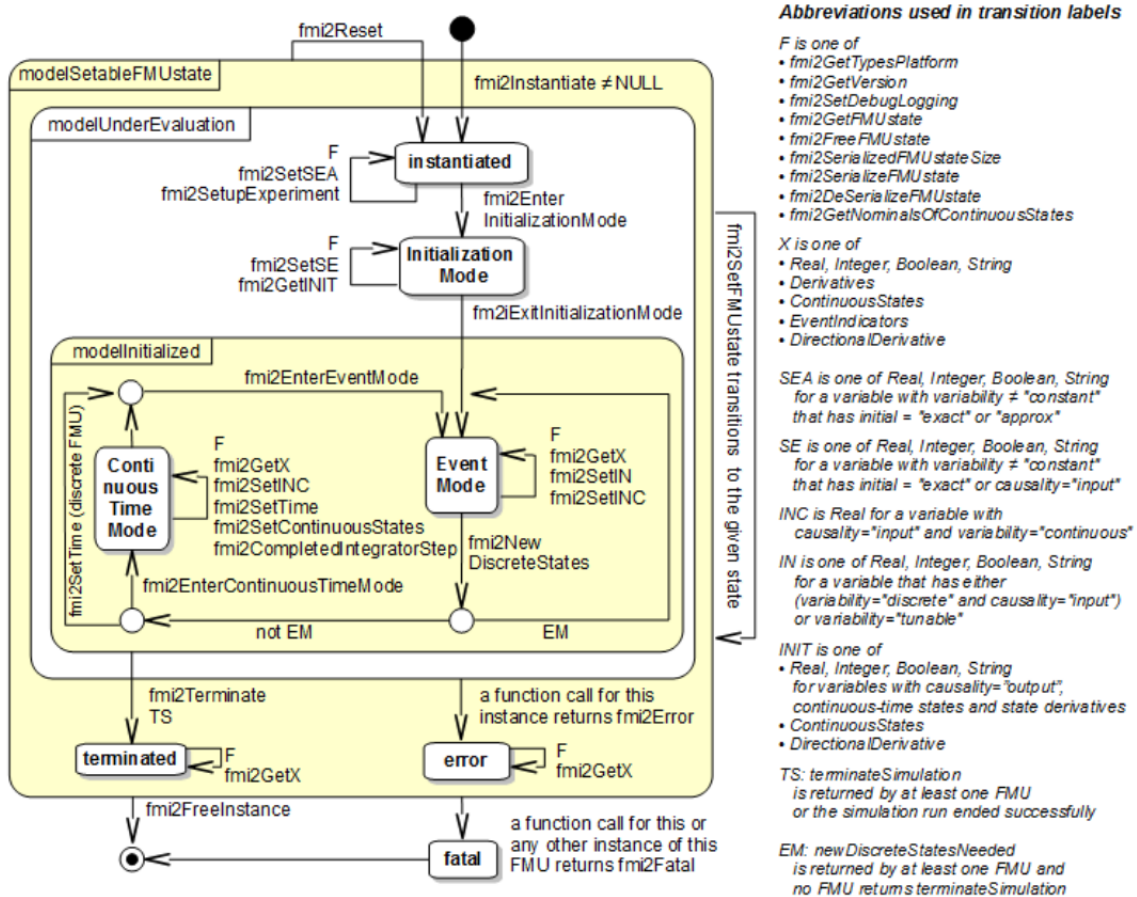 fmi2Reset
modelSetableFMUstate
fmi2Instantiate ≠ NULL
modelUnderEvaluation
instantiated
F
fmi2SetSEA
fmi2SetupExperiment
fmi2Enter
InitializationMode
Initialization
Mode
F
fmi2SetSE
fmi2GetINIT
fm2iExitInitializationMode
modelInitialized
fmi2EnterEventMode
fmi2SetTime (discrete FMU)
Conti
nuous
Time
Mode
F
fmi2GetX
fmi2SetINC
fmi2SetTime
fmi2SetContinuousStates
fmi2CompletedIntegratorStep
Event
Mode
F
fmi2GetX
fmi2SetIN
fmi2SetINC
fmi2New
DiscreteStates
fmi2EnterContinuousTimeMode
not EM
EM
fmi2SetFMUstate transitions to the given state
fmi2Terminate
TS
a function call for this
instance returns fmi2Error
terminated
F
fmi2GetX
error
F
fmi2GetX
fmi2FreeInstance
a function call for this or
any other instance of this
FMU returns fmi2Fatal
fatal
Abbreviations used in transition labels
F is one of
• fmi2GetTypesPlatform
• fmi2GetVersion
• fmi2SetDebugLogging
• fmi2GetFMUstate
• fmi2FreeFMUstate
• fmi2SerializedFMUstateSize
• fmi2SerializeFMUstate
• fmi2DeSerializeFMUstate
• fmi2GetNominalsOfContinuousStates
X is one of
• Real, Integer, Boolean, String
• Derivatives
• ContinuousStates
• EventIndicators
• DirectionalDerivative
SEA is one of Real, Integer, Boolean, String
for a variable with variability ≠ "constant"
that has initial = "exact" or "approx"
SE is one of Real, Integer, Boolean, String
for a variable with variability ≠ "constant"
that has initial = "exact" or causality="input"
INC is Real for a variable with
causality="input" and variability="continuous"
IN is one of Real, Integer, Boolean, String
for a variable that has either
(variability="discrete" and causality="input")
or variability="tunable"
INIT is one of
• Real, Integer, Boolean, String
for variables with causality="output",
continuous-time states and state derivatives
• ContinuousStates
• DirectionalDerivative
TS: terminateSimulation
is returned by at least one FMU
or the simulation run ended successfully
EM: newDiscreteStatesNeeded
is returned by at least one FMU and
no FMU returns terminateSimulation